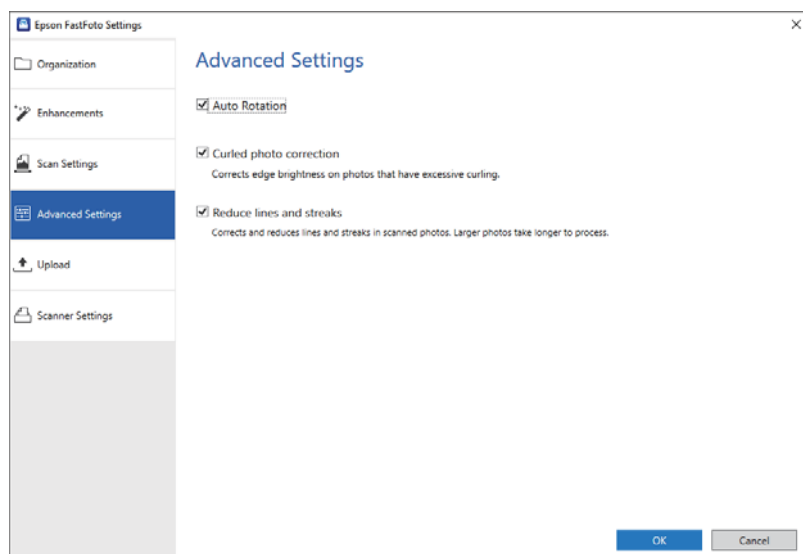 Epson FastFoto Settings
Organization
Enhancements
Scan Settings
Advanced Settings
Upload
Scanner Settings
Advanced Settings
Auto Rotation
Curled photo correction
Corrects edge brightness on photos that have excessive curling.
Reduce lines and streaks
Corrects and reduces lines and streaks in scanned photos. Larger photos take longer to process.
OK
Cancel